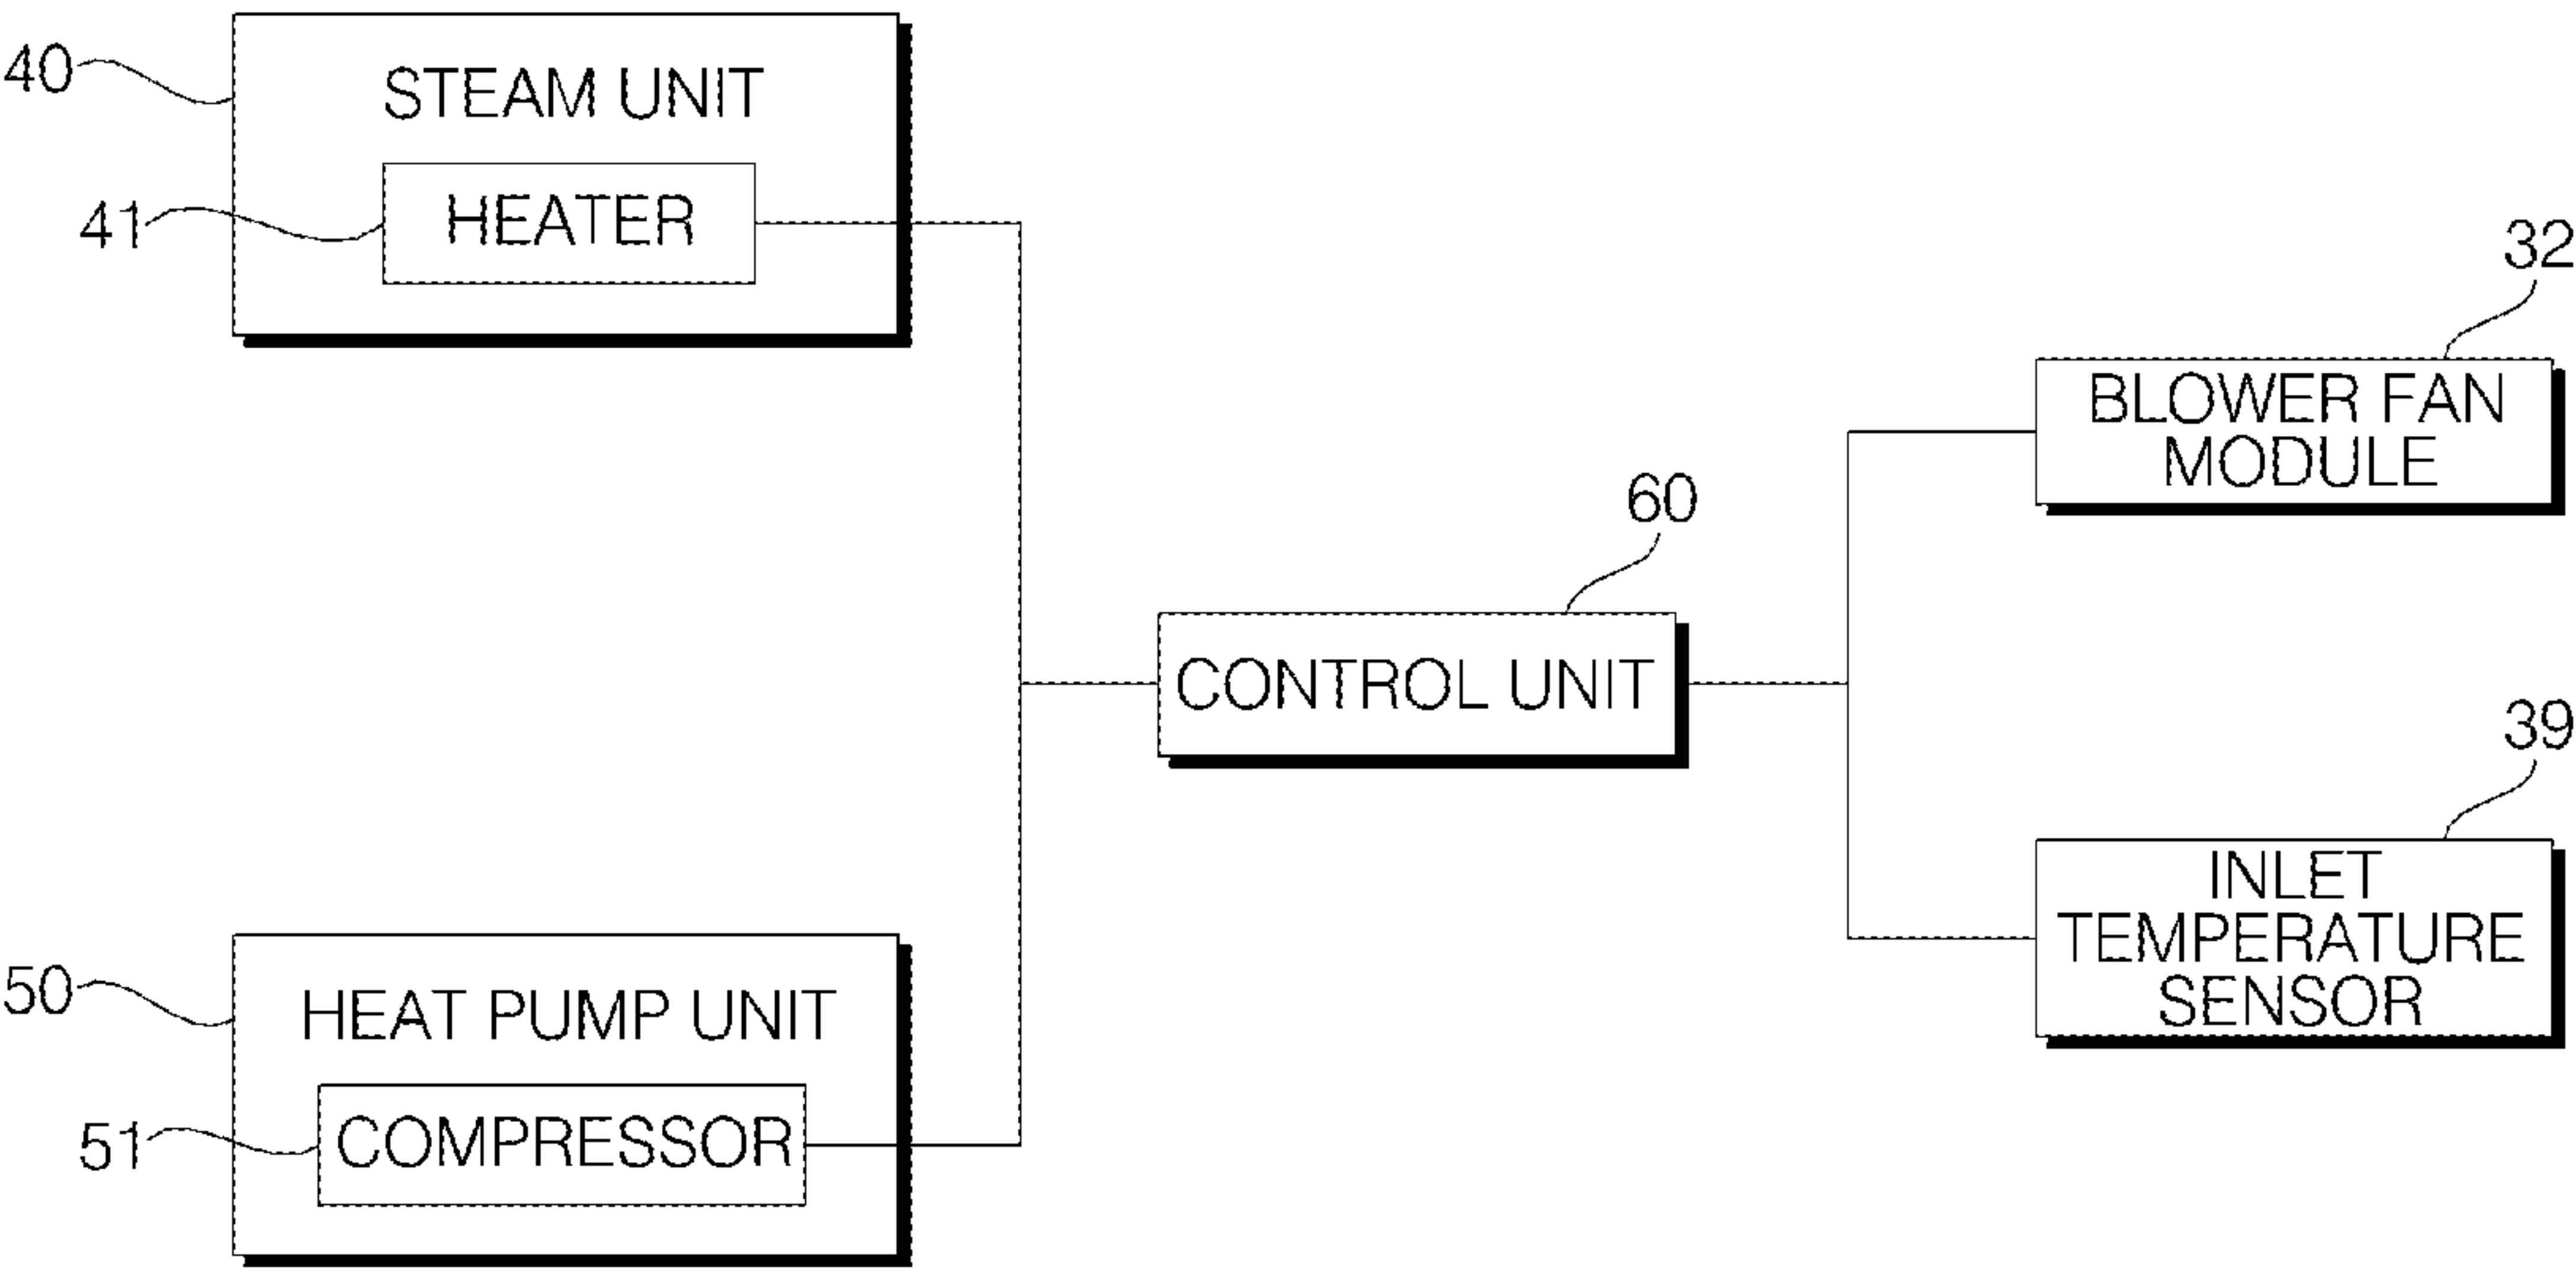 40
STEAM UNIT
41
HEATER
32
BLOWER FAN
MODULE
60
CONTROL UNIT
39
INLET
TEMPERATURE
SENSOR
50
HEAT PUMP UNIT
51
COMPRESSOR